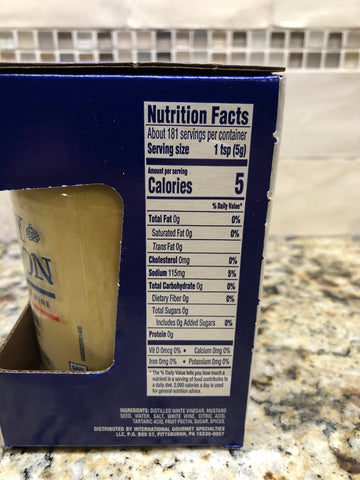 Nutrition Facts
About 181 servings per container
Serving size 1 tsp (5g)
Amount per serving
Calories 5
% Daily Value*
Total Fat 0g 0%
Saturated Fat 0g 0%
Trans Fat 0g
Cholesterol 0mg 0%
Sodium 115mg 5%
Total Carbohydrate 0g 0%
Dietary Fiber 0g 0%
Total Sugars 0g
Includes 0g Added Sugars 0%
Protein 0g
Vit D 0mcg 0% • Calcium 0mg 0%
Iron 0mg 0% • Potassium 0mg 0%
* The % Daily Value tells you how much a
nutrient in a serving of food contributes to
a daily diet. 2,000 calories a day is used
for general nutrition advice.
INGREDIENTS: DISTILLED WHITE VINEGAR, MUSTARD
SEED, WATER, SALT, WHITE WINE, CITRIC ACID,
TARTARIC ACID, FRUIT PECTIN, SUGAR, SPICES.
DISTRIBUTED BY INTERNATIONAL GOURMET SPECIALTIES
LLC, P.O. BOX 57, PITTSBURGH, PA 15230-0057
Y
ON
WINE